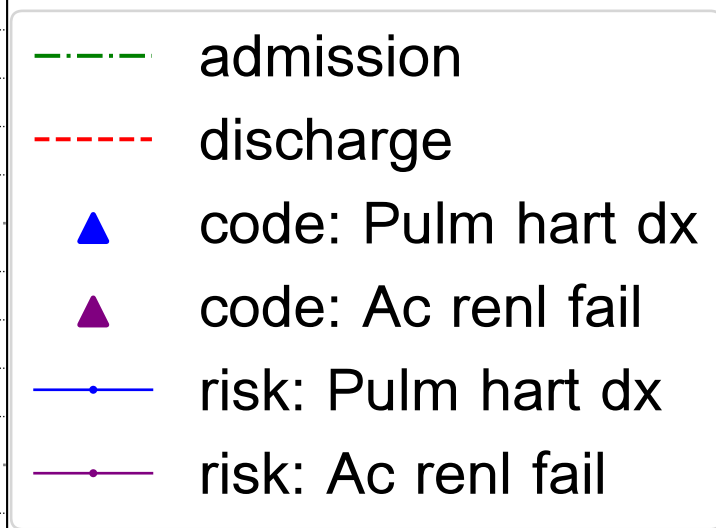 admission
discharge
code: Pulm hart dx
code: Ac renl fail
risk: Pulm hart dx
risk: Ac renl fail